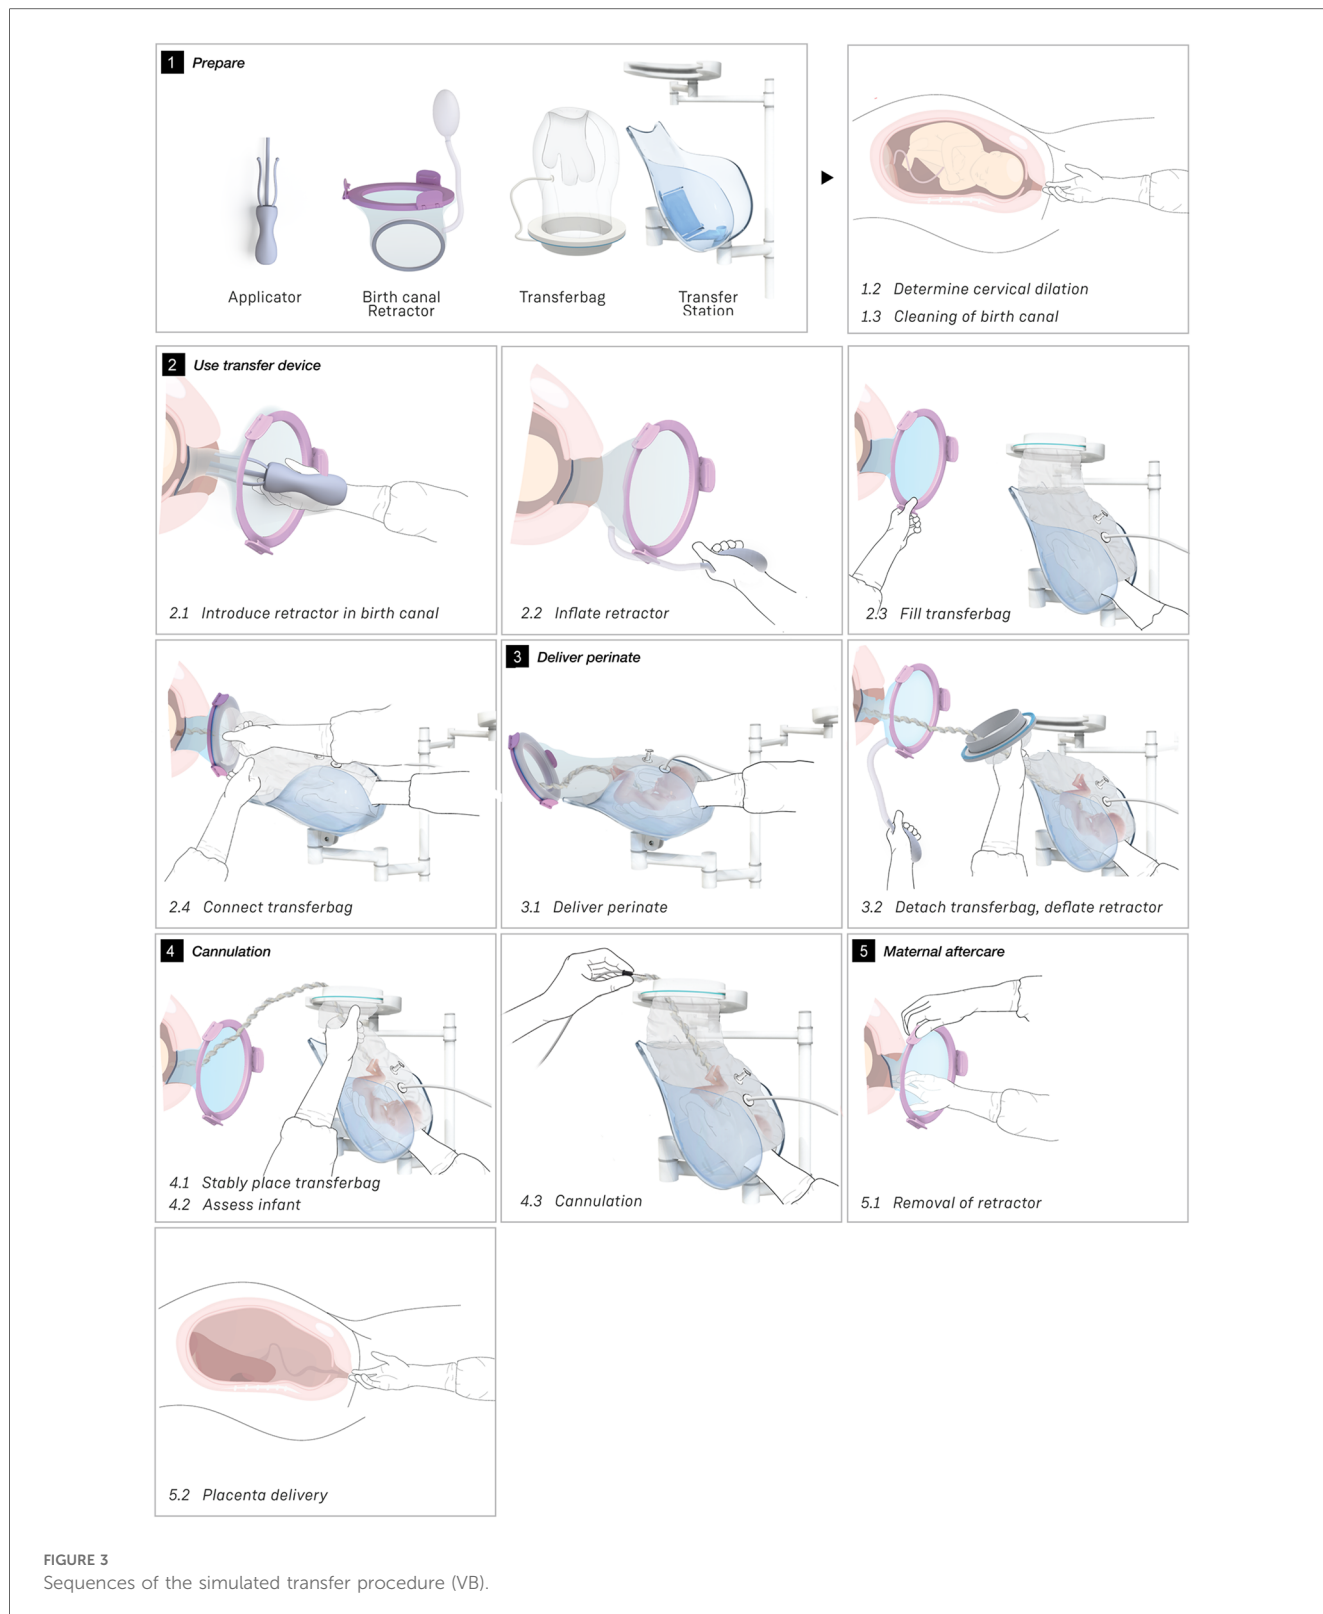 1 Prepare
Applicator
Birth canal
Retractor
Transferbag
Transfer
Station
1.2 Determine cervical dilation
1.3 Cleaning of birth canal
2 Use transfer device
2.1 Introduce retractor in birth canal
2.2 Inflate retractor
2.3 Fill transferbag
2.4 Connect transferbag
3 Deliver perinate
3.1 Deliver perinate
3.2 Detach transferbag, deflate retractor
4 Cannulation
4.1 Stably place transferbag
4.2 Assess infant
4.3 Cannulation
5 Maternal aftercare
5.1 Removal of retractor
5.2 Placenta delivery
FIGURE 3
Sequences of the simulated transfer procedure (VB).